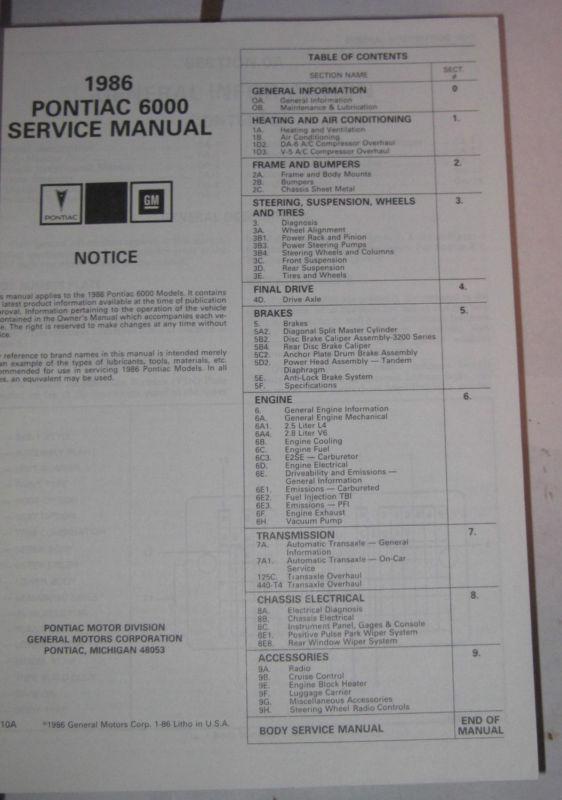 1986
PONTIAC 6000
SERVICE MANUAL
PONTIAC
GM
NOTICE
manual applies to the 1986 Pontiac 6000 Models. It contains
latest product information available at the time of publication
Information pertaining to the operation of the vehicle
contained in the Owner's Manual which accompanies each ve-
The right is reserved to make changes at any time without
reference to brand names in this manual is intended merely
an example of the types of lubricants, tools, materials, etc.
for use in servicing 1986 Pontiac Models. In all
an equivalent may be used.
PONTIAC MOTOR DIVISION
GENERAL MOTORS CORPORATION
PONTIAC, MICHIGAN 48053
10A
©1986 General Motors Corp. 1-86 Litho in U.S.A.
TABLE OF CONTENTS
SECTION NAME SECT. #
GENERAL INFORMATION 0
OA. General Information
OB. Maintenance & Lubrication
HEATING AND AIR CONDITIONING 1.
1A. Heating and Ventilation
1B. Air Conditioning
1D2. DA-6 A/C Compressor Overhaul
1D3. V-5 A/C Compressor Overhaul
FRAME AND BUMPERS 2.
2A. Frame and Body Mounts
2B. Bumpers
2C. Chassis Sheet Metal
STEERING, SUSPENSION, WHEELS 3.
AND TIRES
3. Diagnosis
3A. Wheel Alignment
3B1. Power Rack and Pinion
3B3. Power Steering Pumps
3B4. Steering Wheels and Columns
3C. Front Suspension
3D. Rear Suspension
3E. Tires and Wheels
FINAL DRIVE 4.
4D. Drive Axle
BRAKES 5.
5. Brakes
5A2. Diagonal Split Master Cylinder
5B2. Disc Brake Caliper Assembly-3200 Series
5B4. Rear Disc Brake Caliper
5C2. Anchor Plate Drum Brake Assembly
5D2. Power Head Assembly — Tandem
Diaphragm
5E. Anti-Lock Brake System
5F. Specifications
ENGINE 6.
6. General Engine Information
6A. General Engine Mechanical
6A1. 2.5 Liter L4
6A4. 2.8 Liter V6
6B. Engine Cooling
6C. Engine Fuel
6C3. E2SE — Carburetor
6D. Engine Electrical
6E. Driveability and Emissions —
General Information
6E1. Emissions — Carbureted
6E2. Fuel Injection TBI
6E3. Emissions — PFI
6F. Engine Exhaust
6H. Vacuum Pump
TRANSMISSION 7.
7A. Automatic Transaxle — General
Information
7A1. Automatic Transaxle — On-Car
Service
125C. Transaxle Overhaul
440-T4 Transaxle Overhaul
CHASSIS ELECTRICAL 8.
8A. Electrical Diagnosis
8B. Chassis Electrical
8C. Instrument Panel, Gages & Console
8E1. Positive Pulse Park Wiper System
8E8. Rear Window Wiper System
ACCESSORIES 9.
9A. Radio
9B. Cruise Control
9E. Engine Block Heater
9F. Luggage Carrier
9G. Miscellaneous Accessories
9H. Steering Wheel Radio Controls
BODY SERVICE MANUAL END OF MANUAL